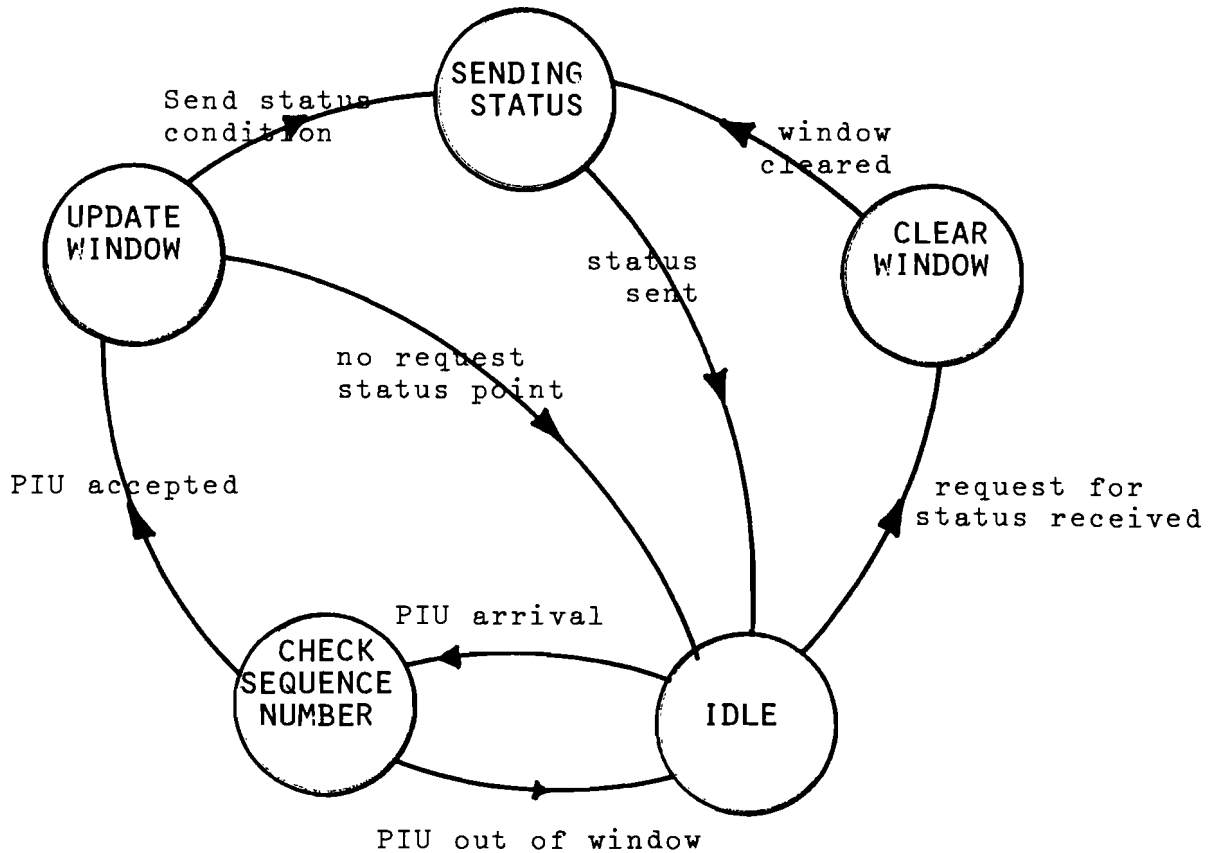 SENDING
STATUS
Send status
condition
window
cleared
UPDATE
WINDOW
CLEAR
WINDOW
status
sent
no request
status point
PIU accepted
request for
status received
PIU arrival
CHECK
SEQUENCE
NUMBER
IDLE
PIU out of window